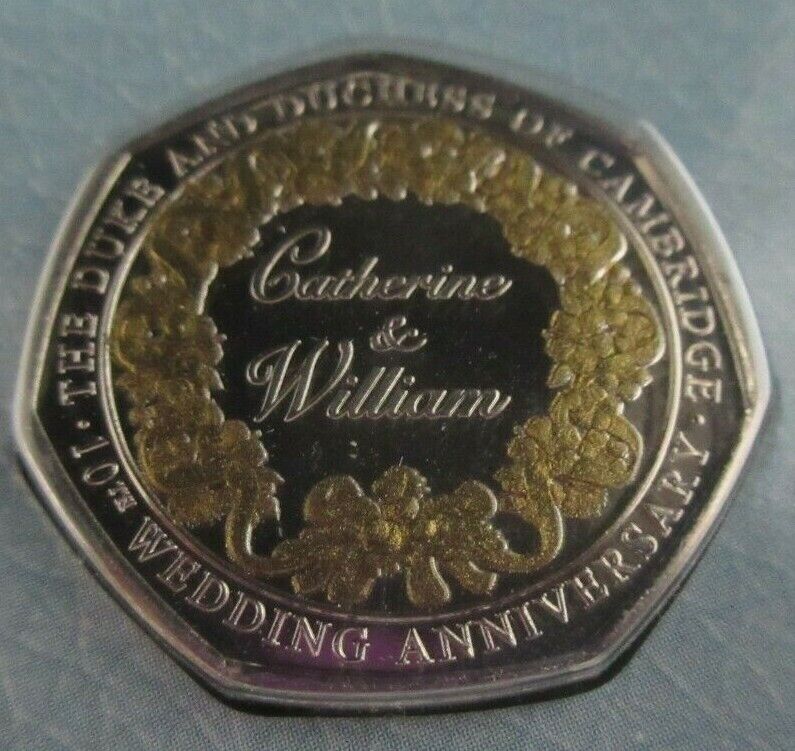 · THE DUKE AND DUCHESS OF CAMBRIDGE ·
10TH WEDDING ANNIVERSARY
Catherine
&
William